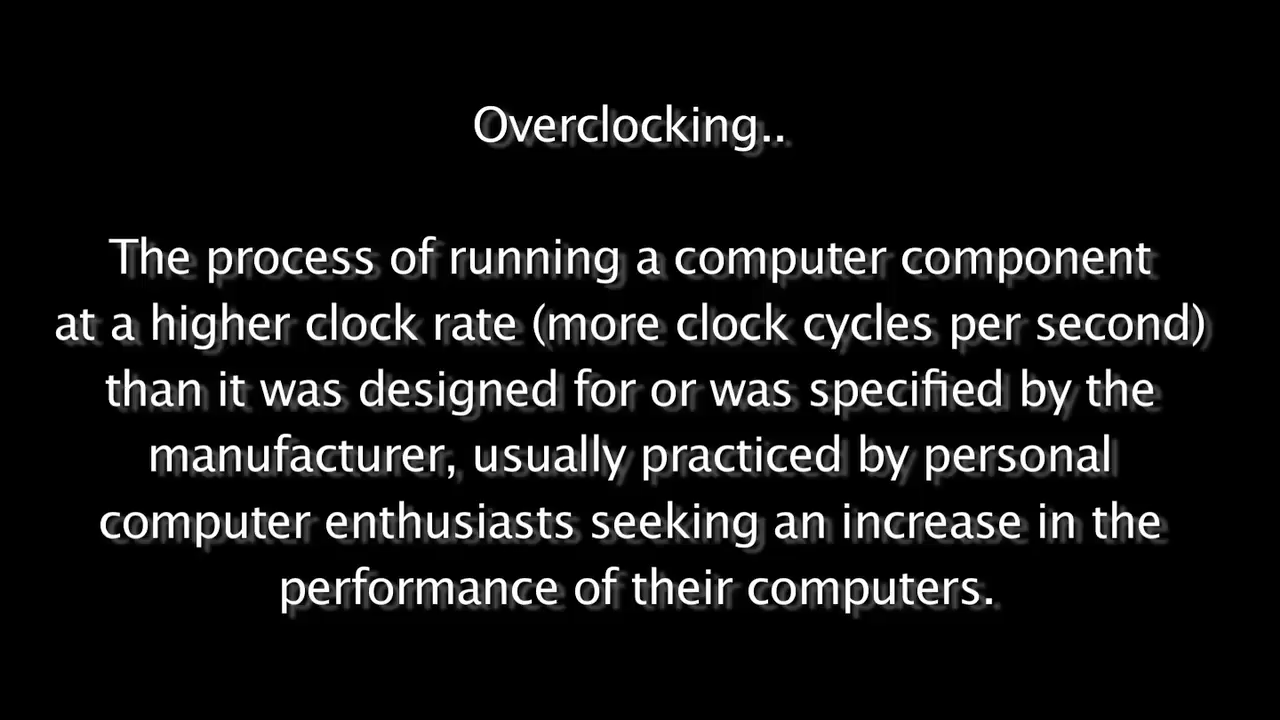 Overclocking..
The process of running a computer component
at a higher clock rate (more clock cycles per second)
than it was designed for or was specified by the
manufacturer, usually practiced by personal
computer enthusiasts seeking an increase in the
performance of their computers.